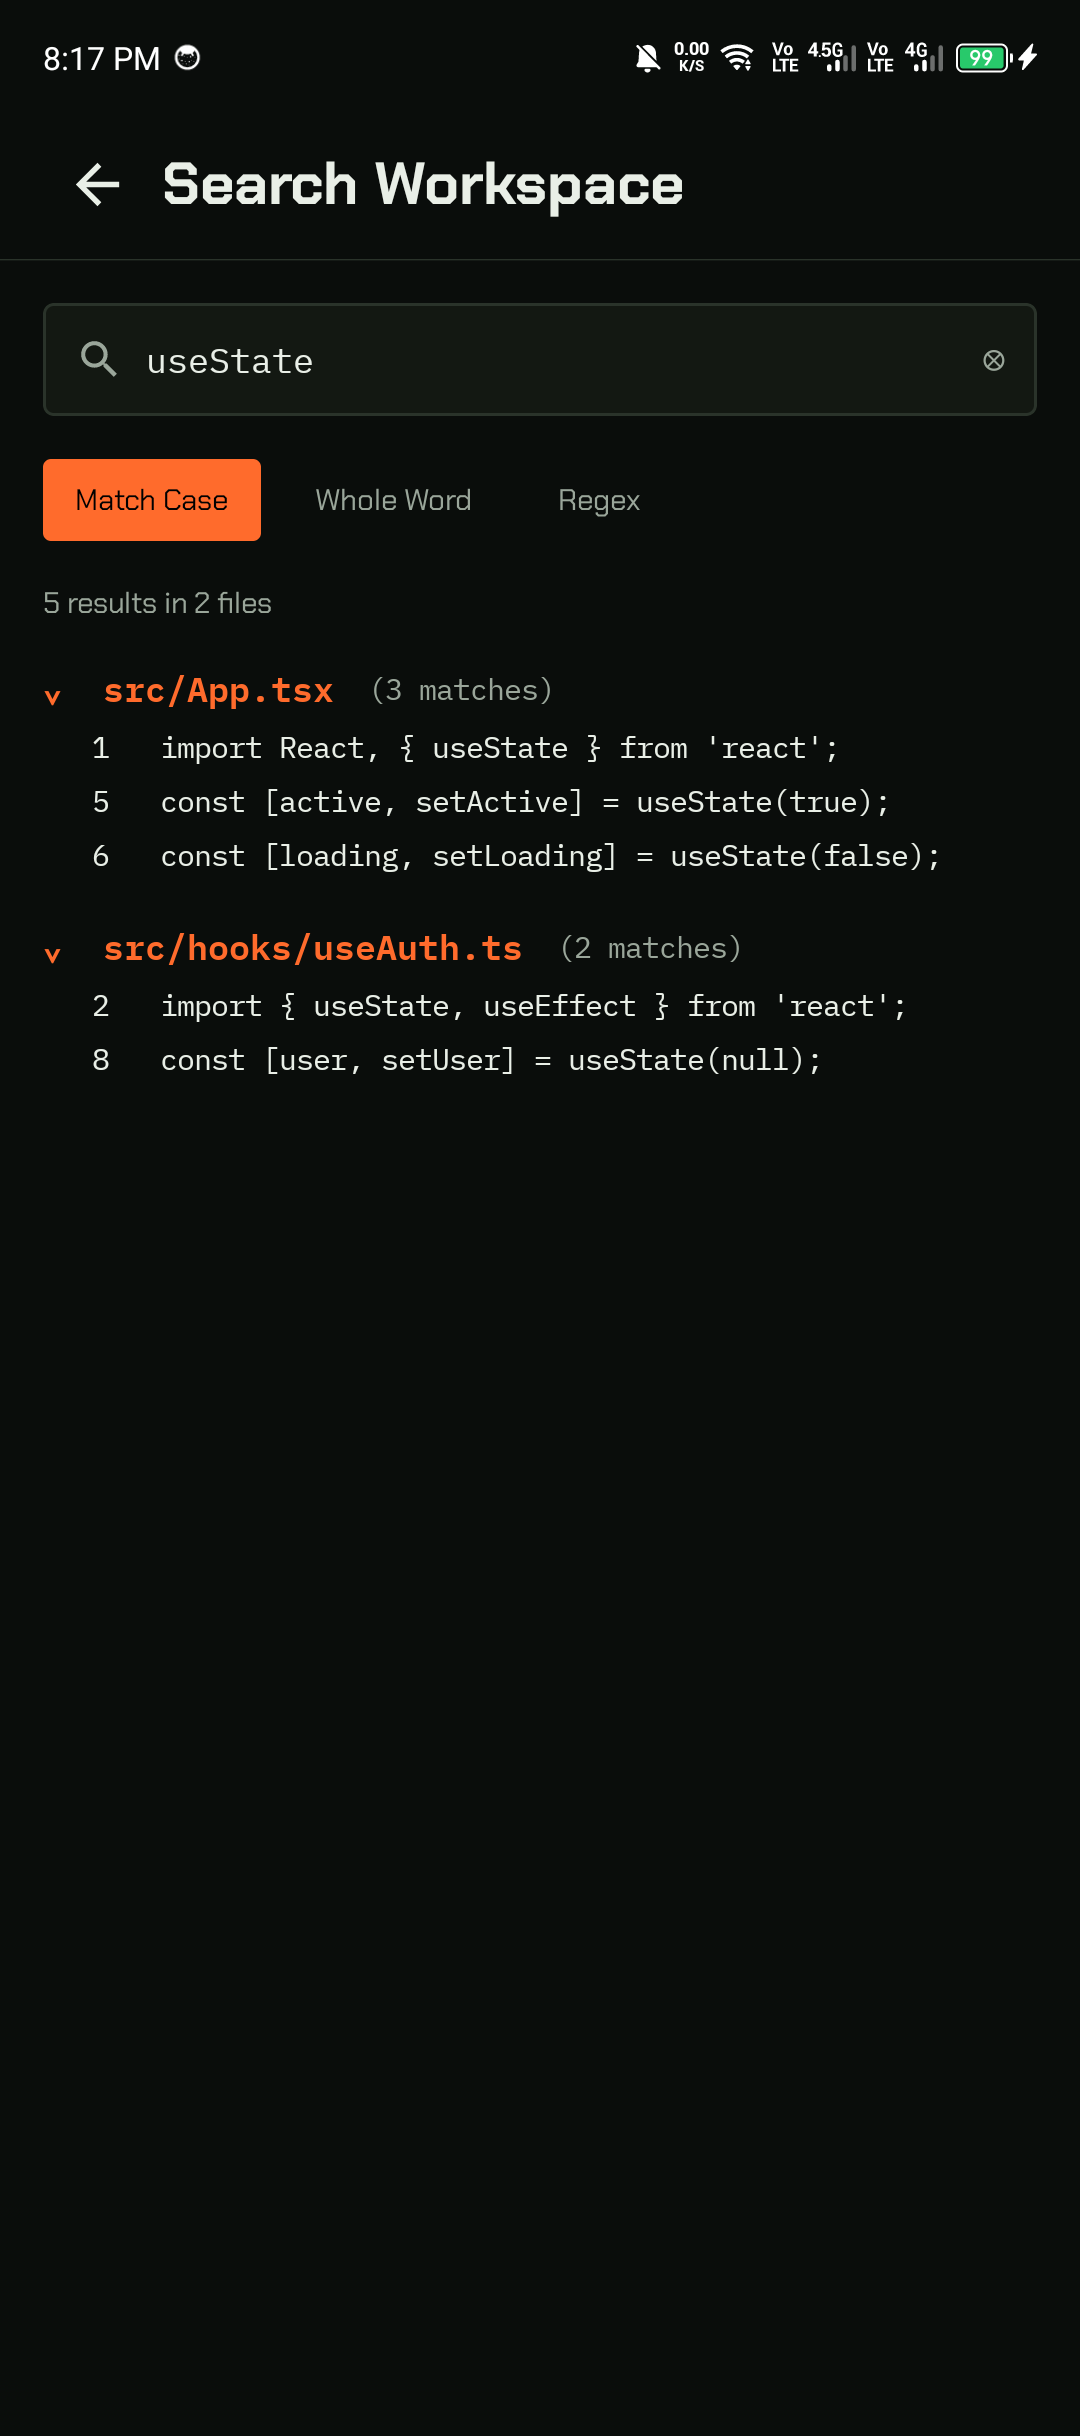 8:17 PM 0.00 K/S Vo LTE 4.5G Vo LTE 4G 99
Search Workspace
useState
Match Case Whole Word Regex
5 results in 2 files
src/App.tsx (3 matches)
1 import React, { useState } from 'react';
5 const [active, setActive] = useState(true);
6 const [loading, setLoading] = useState(false);
src/hooks/useAuth.ts (2 matches)
2 import { useState, useEffect } from 'react';
8 const [user, setUser] = useState(null);